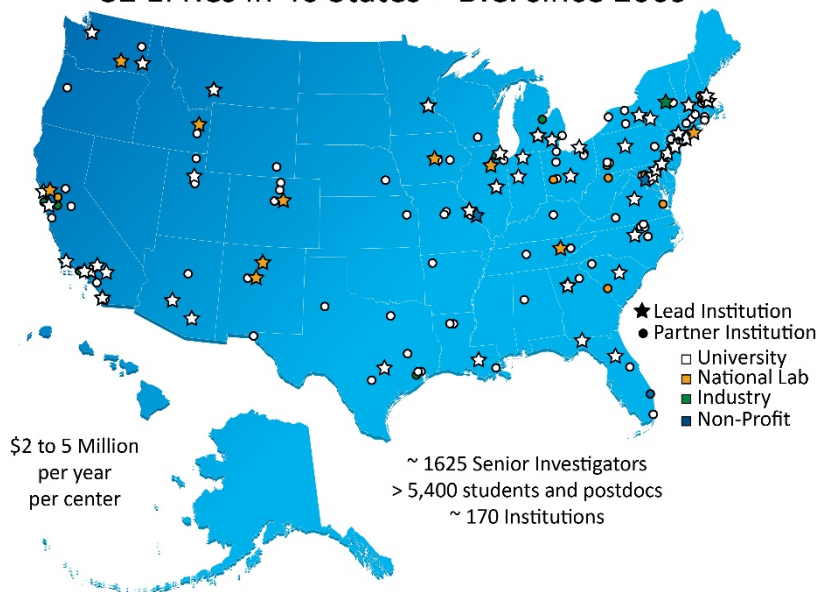 Lead Institution
Partner Institution
University
National Lab
Industry
Non-Profit
$2 to 5 Million
per year
per center
~ 1625 Senior Investigators
> 5,400 students and postdocs
~ 170 Institutions